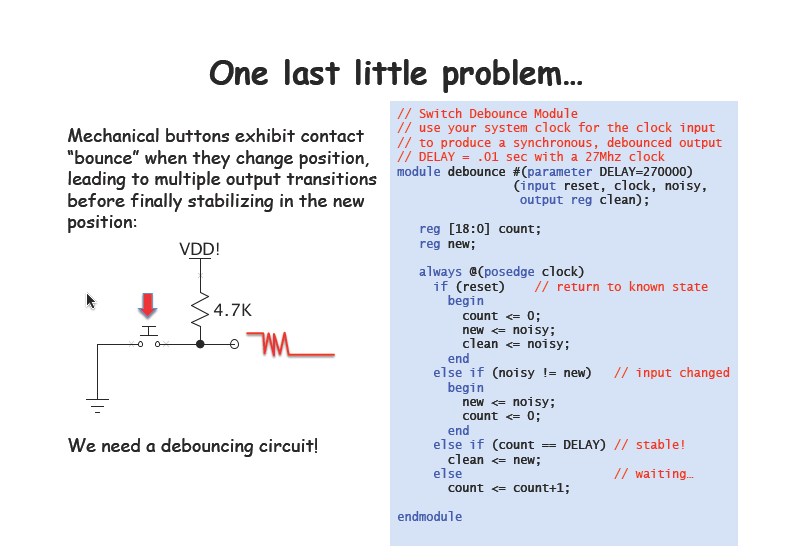 One last little problem…
Mechanical buttons exhibit contact
“bounce” when they change position,
leading to multiple output transitions
before finally stabilizing in the new
position:
VDD!
4.7K
We need a debouncing circuit!
// Switch Debounce Module
// use your system clock for the clock input
// to produce a synchronous, debounced output
// DELAY = .01 sec with a 27Mhz clock
module debounce #(parameter DELAY=270000)
(input reset, clock, noisy,
output reg clean);
reg [18:0] count;
reg new;
always @(posedge clock)
if (reset) // return to known state
begin
count <= 0;
new <= noisy;
clean <= noisy;
end
else if (noisy != new) // input changed
begin
new <= noisy;
count <= 0;
end
else if (count == DELAY) // stable!
clean <= new;
else // waiting…
count <= count+1;
endmodule